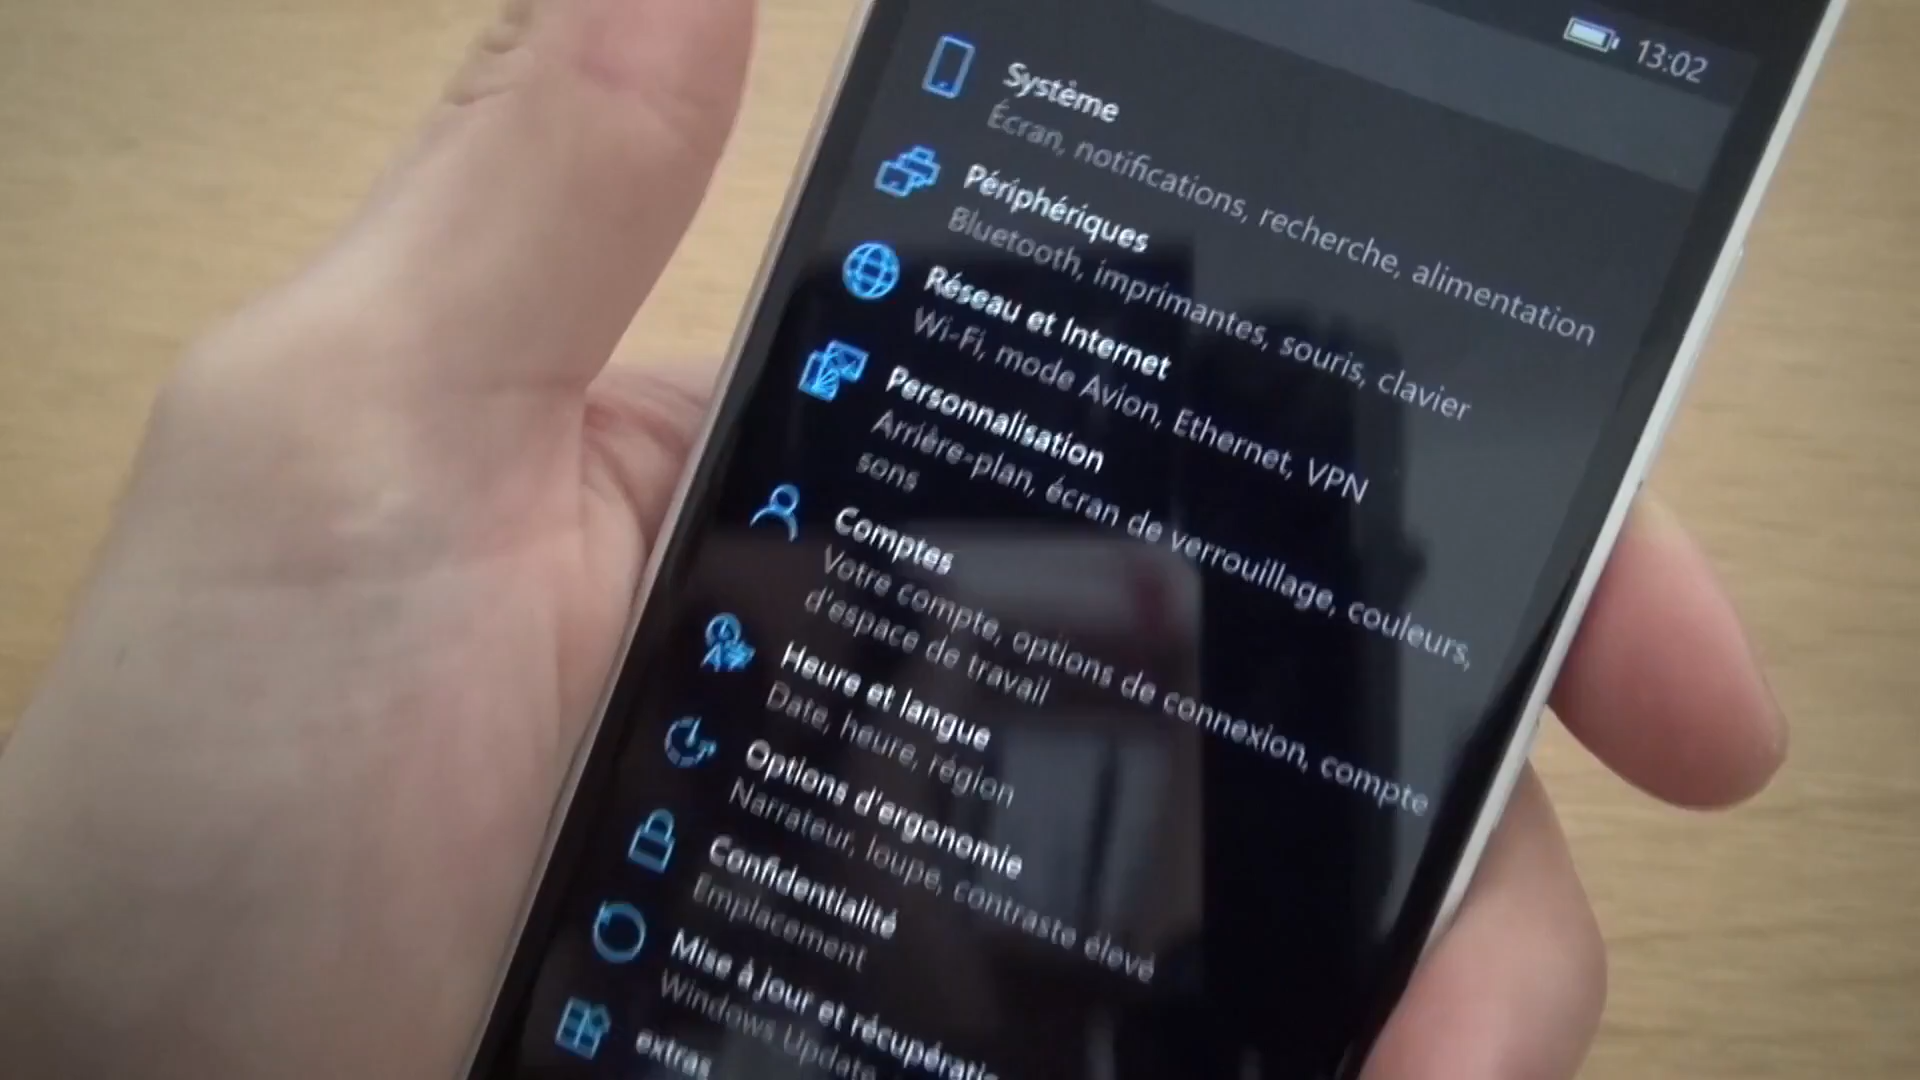 13:02
Système
Écran, notifications, recherche, alimentation
Périphériques
Bluetooth, imprimantes, souris, clavier
Réseau et Internet
Wi-Fi, mode Avion, Ethernet, VPN
Personnalisation
Arrière-plan, écran de verrouillage, couleurs,
sons
Comptes
Votre compte, options de connexion, compte
d'espace de travail
Heure et langue
Date, heure, région
Options d'ergonomie
Narrateur, loupe, contraste élevé
Confidentialité
Emplacement
Mise à jour et récupérati
Windows Update
extras